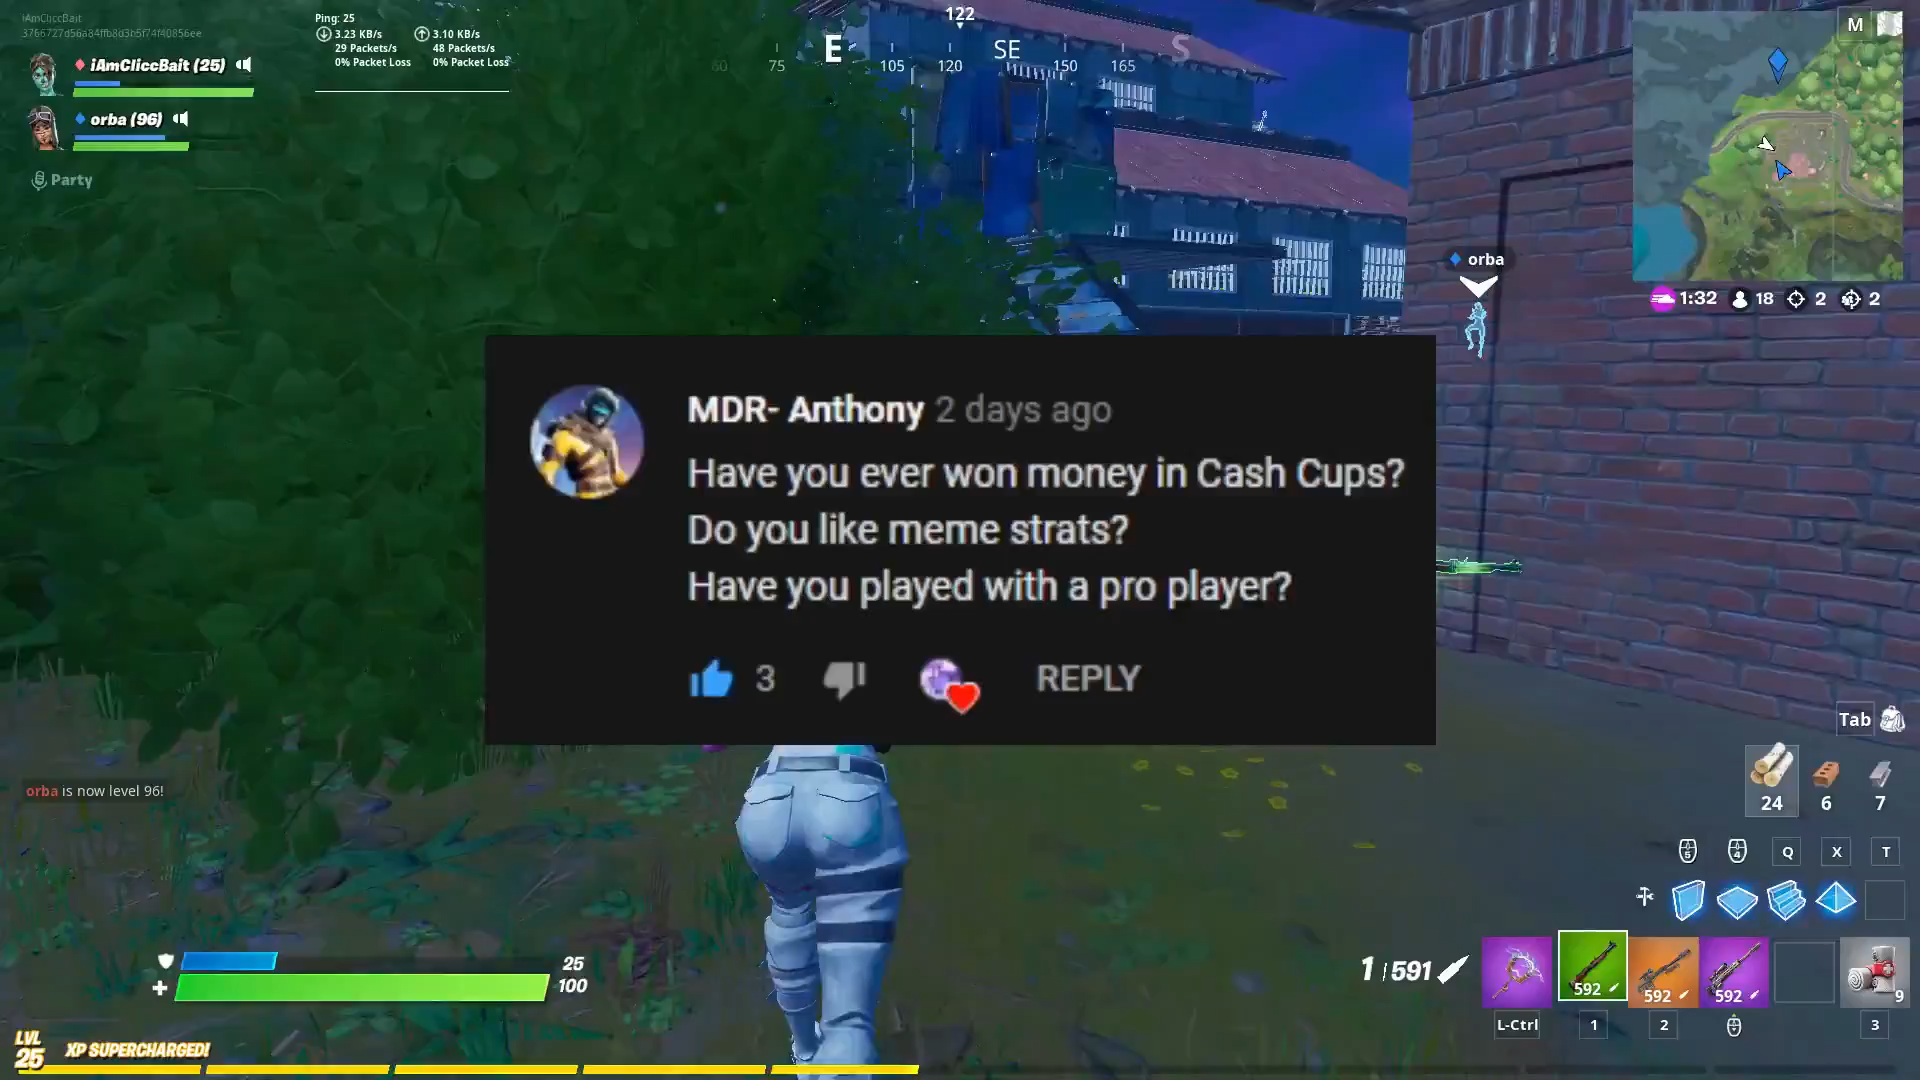 iAmCliccBait
Ping: 25
3.23 KB/s 3.10 KB/s
29 Packets/s 48 Packets/s
0% Packet Loss 0% Packet Loss
iAmCliccBait (25)
orba (96)
Party
122
60 75 E 105 120 SE 150 165 S
M
1:32 18 2 2
orba
MDR- Anthony 2 days ago
Have you ever won money in Cash Cups?
Do you like meme strats?
Have you played with a pro player?
3 REPLY
orba is now level 96!
Tab
24 6 7
5 4 Q X T
25
100
1 | 591
592 592 592 9
L-Ctrl 1 2 3
LVL
25 XP SUPERCHARGED!